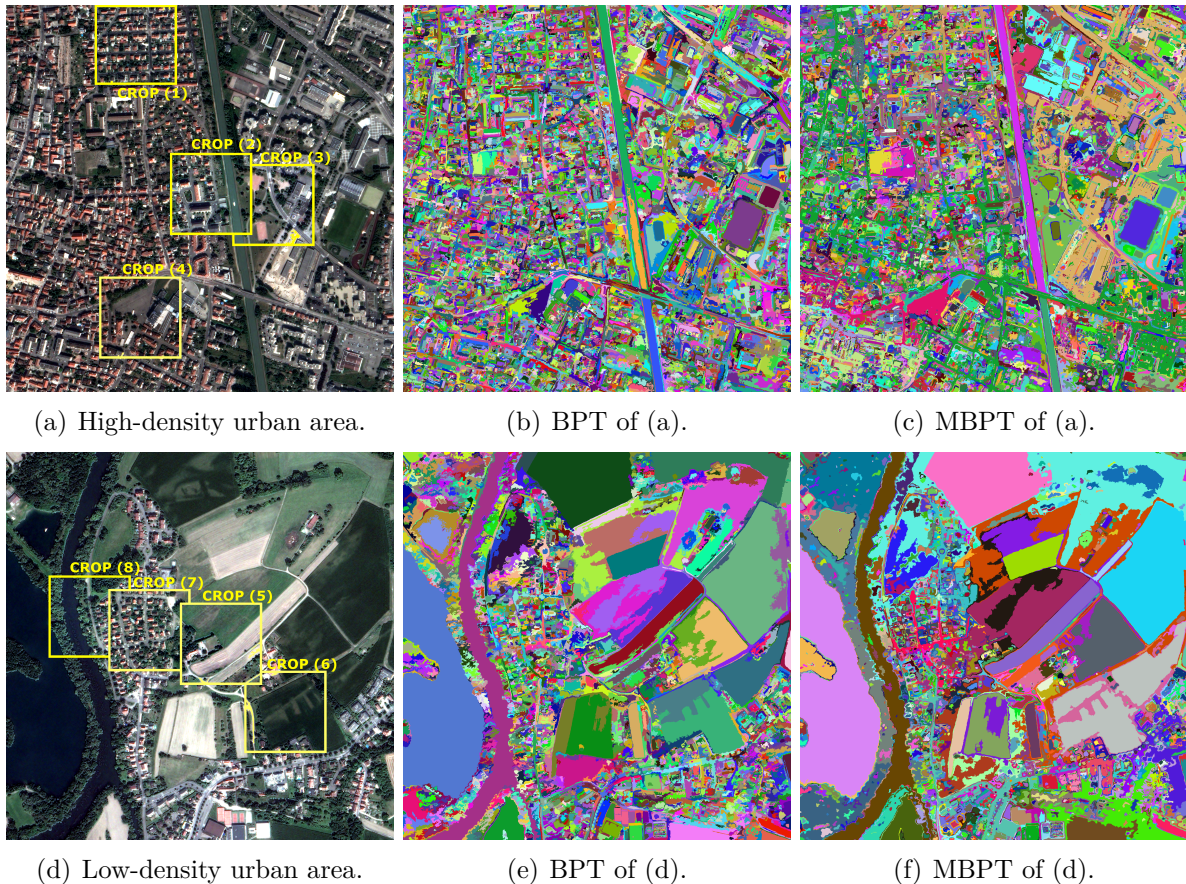 CROP (1)
CROP (2)
CROP (3)
CROP (4)
(a) High-density urban area.
(b) BPT of (a).
(c) MBPT of (a).
CROP (8)
CROP (7)
CROP (5)
CROP (6)
(d) Low-density urban area.
(e) BPT of (d).
(f) MBPT of (d).